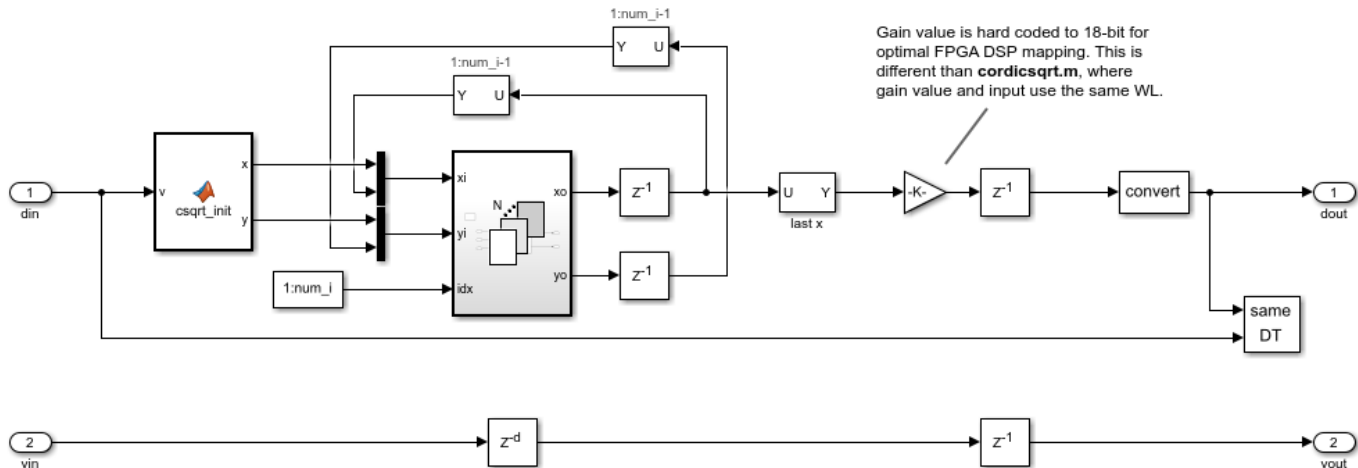 1:num_i-1
Y U
1:num_i-1
Y U
Gain value is hard coded to 18-bit for
optimal FPGA DSP mapping. This is
different than cordicsqrt.m, where
gain value and input use the same WL.
1
din
v
x
csqrt_init
y
xi
yi
idx
N
xo
yo
1:num_i
z-1
z-1
U Y
last x
-K-
z-1
convert
1
dout
same
DT
2
vin
z-d
z-1
2
vout